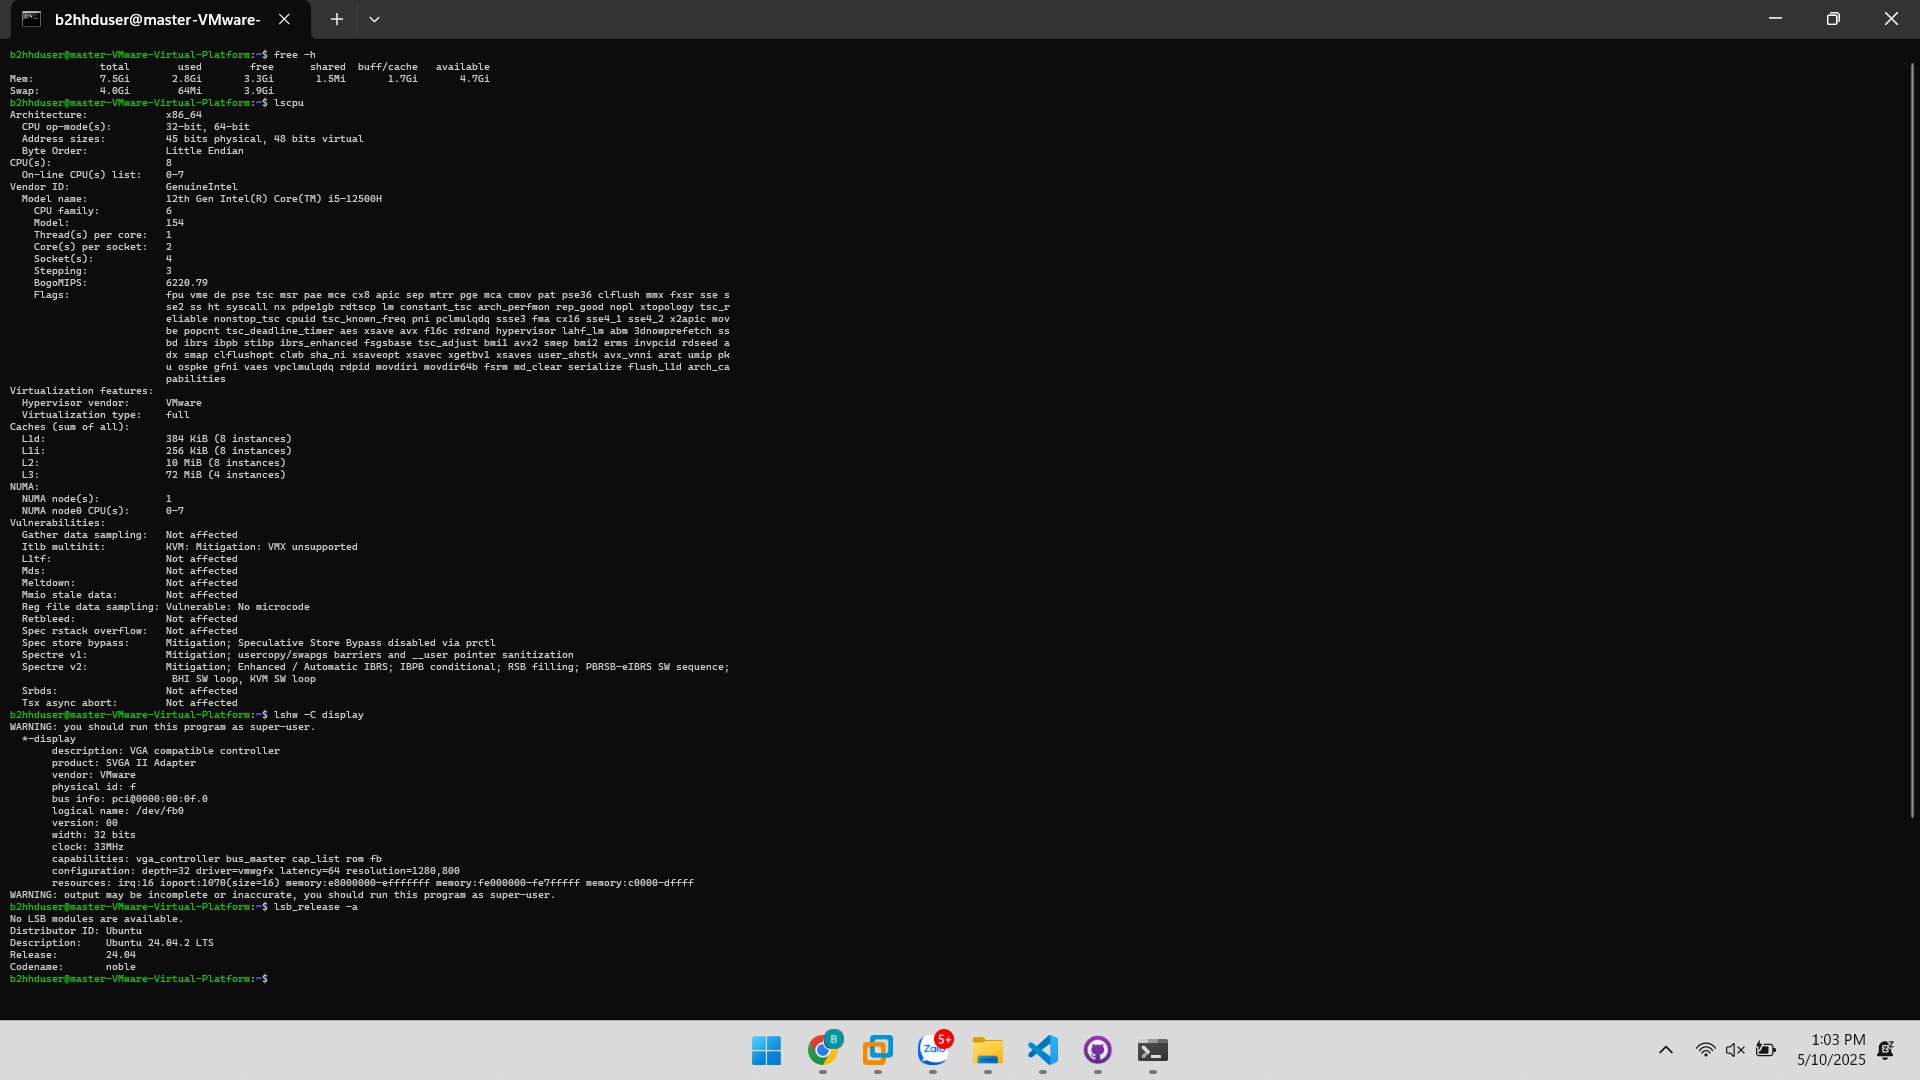 b2hhduser@master-VMware-
b2hhduser@master-VMware-Virtual-Platform:~$ free -h
               total        used        free      shared  buff/cache   available
Mem:           7.5Gi       2.8Gi       3.3Gi       1.5Mi       1.7Gi       4.7Gi
Swap:          4.0Gi        64Mi       3.9Gi
b2hhduser@master-VMware-Virtual-Platform:~$ lscpu
Architecture:             x86_64
  CPU op-mode(s):         32-bit, 64-bit
  Address sizes:          45 bits physical, 48 bits virtual
  Byte Order:             Little Endian
CPU(s):                   8
  On-line CPU(s) list:    0-7
Vendor ID:                GenuineIntel
  Model name:             12th Gen Intel(R) Core(TM) i5-12500H
    CPU family:           6
    Model:                154
    Thread(s) per core:   1
    Core(s) per socket:   2
    Socket(s):            4
    Stepping:             3
    BogoMIPS:             6220.79
    Flags:                fpu vme de pse tsc msr pae mce cx8 apic sep mtrr pge mca cmov pat pse36 clflush mmx fxsr sse s
                          se2 ss ht syscall nx pdpe1gb rdtscp lm constant_tsc arch_perfmon rep_good nopl xtopology tsc_r
                          eliable nonstop_tsc cpuid tsc_known_freq pni pclmulqdq ssse3 fma cx16 sse4_1 sse4_2 x2apic mov
                          be popcnt tsc_deadline_timer aes xsave avx f16c rdrand hypervisor lahf_lm abm 3dnowprefetch ss
                          bd ibrs ibpb stibp ibrs_enhanced fsgsbase tsc_adjust bmi1 avx2 smep bmi2 erms invpcid rdseed a
                          dx smap clflushopt clwb sha_ni xsaveopt xsavec xgetbv1 xsaves user_shstk avx_vnni arat umip pk
                          u ospke gfni vaes vpclmulqdq rdpid movdiri movdir64b fsrm md_clear serialize flush_l1d arch_ca
                          pabilities
Virtualization features:
  Hypervisor vendor:      VMware
  Virtualization type:    full
Caches (sum of all):
  L1d:                    384 KiB (8 instances)
  L1i:                    256 KiB (8 instances)
  L2:                     10 MiB (8 instances)
  L3:                     72 MiB (4 instances)
NUMA:
  NUMA node(s):           1
  NUMA node0 CPU(s):      0-7
Vulnerabilities:
  Gather data sampling:   Not affected
  Itlb multihit:          KVM: Mitigation: VMX unsupported
  L1tf:                   Not affected
  Mds:                    Not affected
  Meltdown:               Not affected
  Mmio stale data:        Not affected
  Reg file data sampling: Vulnerable: No microcode
  Retbleed:               Not affected
  Spec rstack overflow:   Not affected
  Spec store bypass:      Mitigation; Speculative Store Bypass disabled via prctl
  Spectre v1:             Mitigation; usercopy/swapgs barriers and __user pointer sanitization
  Spectre v2:             Mitigation; Enhanced / Automatic IBRS; IBPB conditional; RSB filling; PBRSB-eIBRS SW sequence;
                           BHI SW loop, KVM SW loop
  Srbds:                  Not affected
  Tsx async abort:        Not affected
b2hhduser@master-VMware-Virtual-Platform:~$ lshw -C display
WARNING: you should run this program as super-user.
  *-display
       description: VGA compatible controller
       product: SVGA II Adapter
       vendor: VMware
       physical id: f
       bus info: pci@0000:00:0f.0
       logical name: /dev/fb0
       version: 00
       width: 32 bits
       clock: 33MHz
       capabilities: vga_controller bus_master cap_list rom fb
       configuration: depth=32 driver=vmwgfx latency=64 resolution=1280,800
       resources: irq:16 ioport:1070(size=16) memory:e8000000-efffffff memory:fe000000-fe7fffff memory:c0000-dffff
WARNING: output may be incomplete or inaccurate, you should run this program as super-user.
b2hhduser@master-VMware-Virtual-Platform:~$ lsb_release -a
No LSB modules are available.
Distributor ID: Ubuntu
Description:    Ubuntu 24.04.2 LTS
Release:        24.04
Codename:       noble
b2hhduser@master-VMware-Virtual-Platform:~$
B
Zalo
5+
1:03 PM
5/10/2025